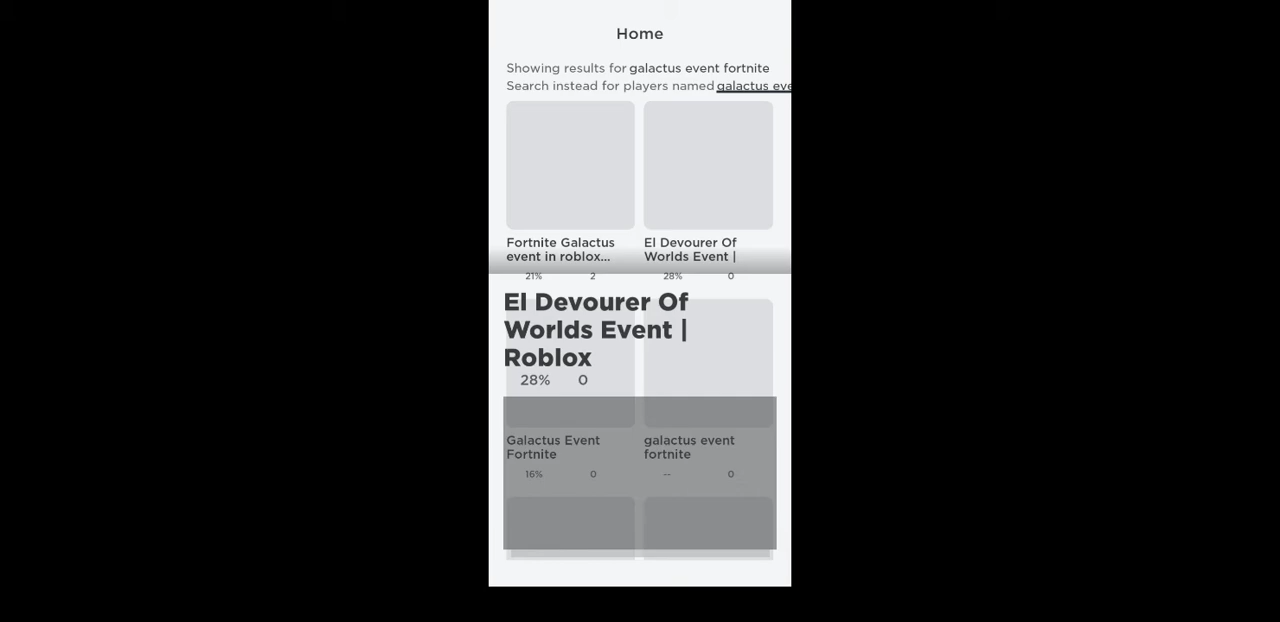 Home
Showing results for galactus event fortnite
Search instead for players named galactus eve
Fortnite Galactus
event in roblox...
21% 2
El Devourer Of
Worlds Event |
28% 0
El Devourer Of
Worlds Event |
Roblox
28% 0
Galactus Event
Fortnite
16% 0
galactus event
fortnite
-- 0